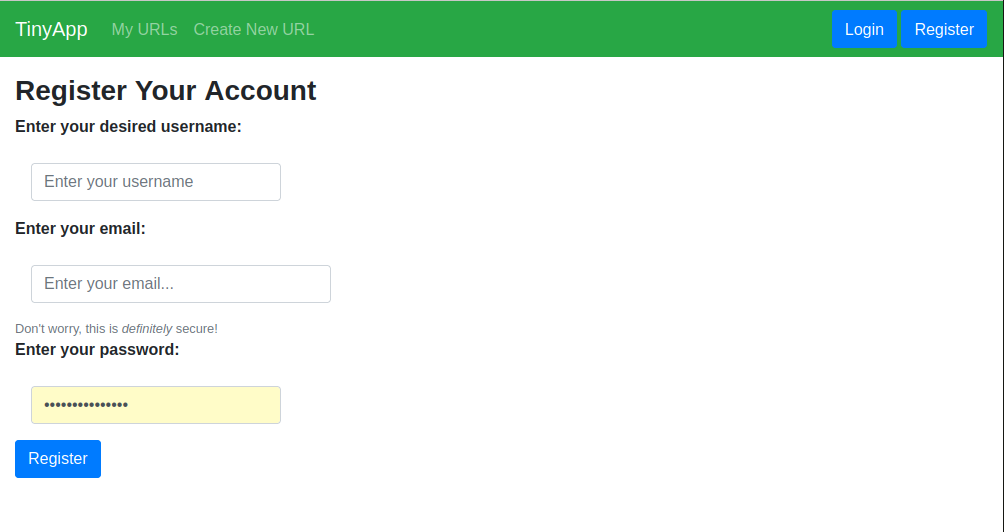 TinyApp My URLs Create New URL Login Register
Register Your Account
Enter your desired username:
Enter your username
Enter your email:
Enter your email...
Don't worry, this is definitely secure!
Enter your password:
•••••••••••••••
Register